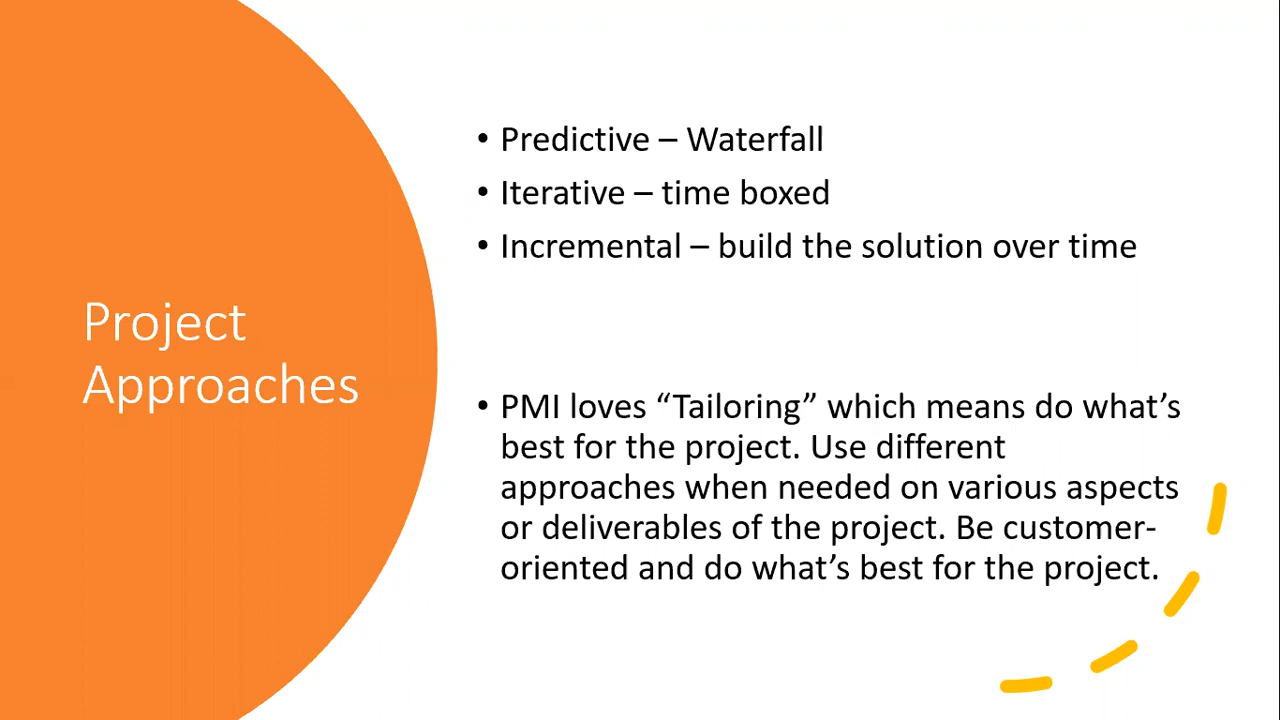 Project
Approaches
• Predictive – Waterfall
• Iterative – time boxed
• Incremental – build the solution over time
• PMI loves “Tailoring” which means do what’s
best for the project. Use different
approaches when needed on various aspects
or deliverables of the project. Be customer-
oriented and do what’s best for the project.